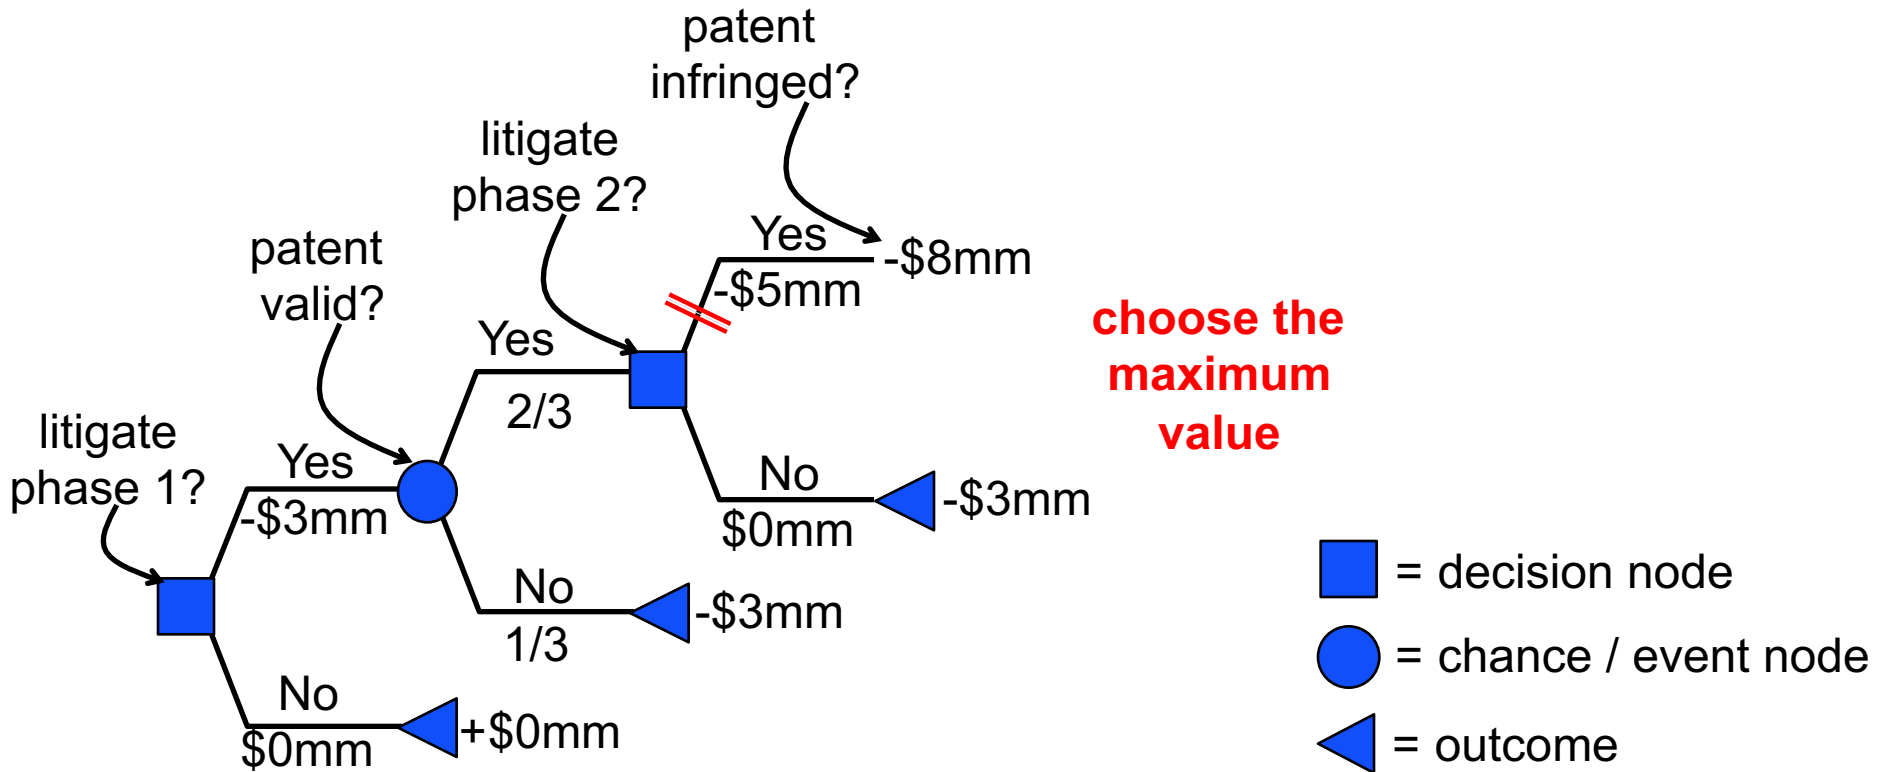 patent
infringed?
litigate
phase 2?
Yes
-$8mm
-$5mm
patent
valid?
choose the
maximum
value
Yes
2/3
litigate
phase 1?
Yes
-$3mm
No
$0mm
-$3mm
No
1/3
-$3mm
No
$0mm
+$0mm
= decision node
= chance / event node
= outcome